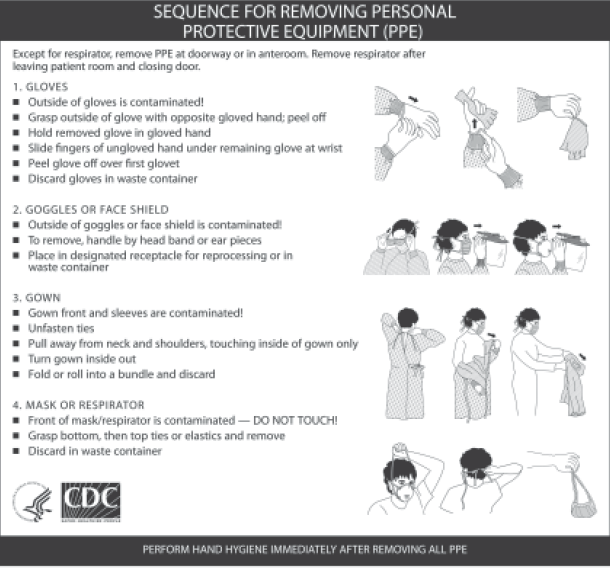 SEQUENCE FOR REMOVING PERSONAL
PROTECTIVE EQUIPMENT (PPE)
Except for respirator, remove PPE at doorway or in anteroom. Remove respirator after
leaving patient room and closing door.
1. GLOVES
■ Outside of gloves is contaminated!
■ Grasp outside of glove with opposite gloved hand; peel off
■ Hold removed glove in gloved hand
■ Slide fingers of ungloved hand under remaining glove at wrist
■ Peel glove off over first glovet
■ Discard gloves in waste container
2. GOGGLES OR FACE SHIELD
■ Outside of goggles or face shield is contaminated!
■ To remove, handle by head band or ear pieces
■ Place in designated receptacle for reprocessing or in
waste container
3. GOWN
■ Gown front and sleeves are contaminated!
■ Unfasten ties
■ Pull away from neck and shoulders, touching inside of gown only
■ Turn gown inside out
■ Fold or roll into a bundle and discard
4. MASK OR RESPIRATOR
■ Front of mask/respirator is contaminated — DO NOT TOUCH!
■ Grasp bottom, then top ties or elastics and remove
■ Discard in waste container
CDC
PERFORM HAND HYGIENE IMMEDIATELY AFTER REMOVING ALL PPE